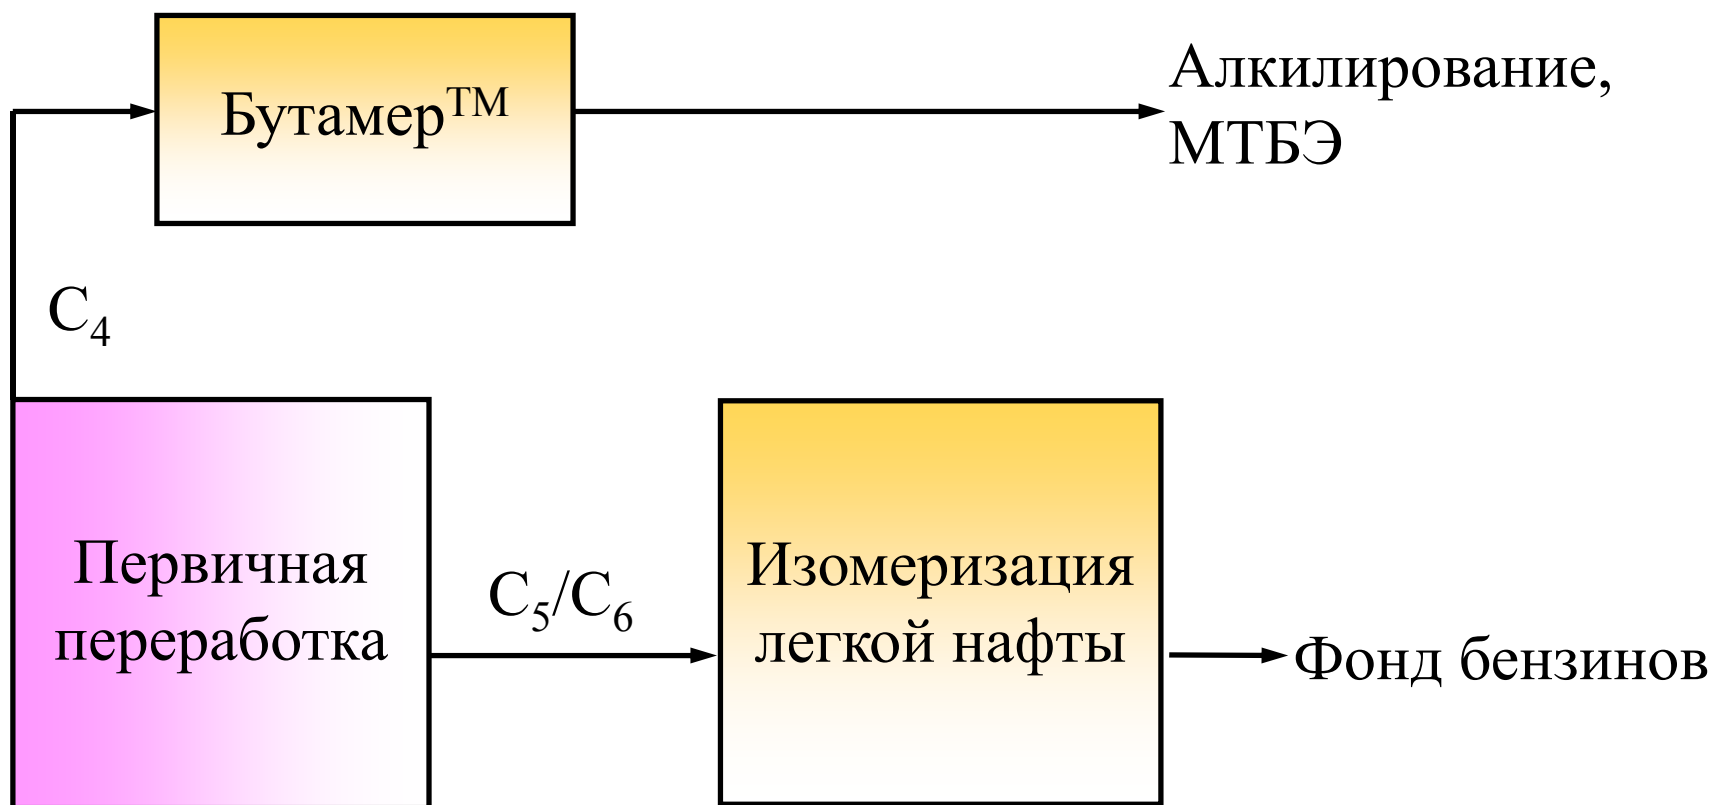 Бутамер™
Алкилирование,
МТБЭ
C₄
Первичная
переработка
C₅/C₆
Изомеризация
легкой нафты
Фонд бензинов